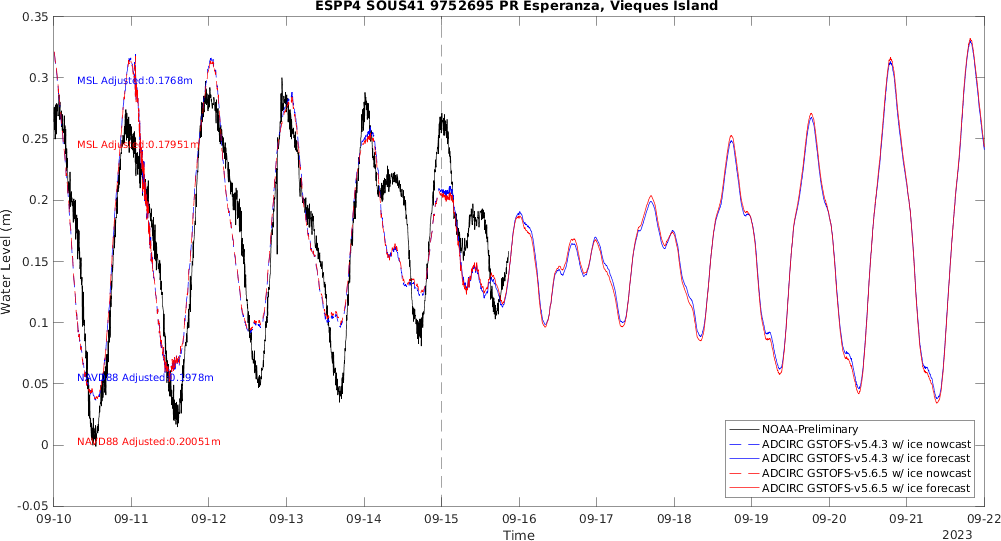 ESPP4 SOUS41 9752695 PR Esperanza, Vieques Island
0.35
0.3
0.25
0.2
0.15
0.1
0.05
0
-0.05
Water Level (m)
MSL Adjusted:0.1768m
MSL Adjusted:0.17951m
NAVD88 Adjusted:0.1978m
NAVD88 Adjusted:0.20051m
NOAA-Preliminary
ADCIRC GSTOFS-v5.4.3 w/ ice nowcast
ADCIRC GSTOFS-v5.4.3 w/ ice forecast
ADCIRC GSTOFS-v5.6.5 w/ ice nowcast
ADCIRC GSTOFS-v5.6.5 w/ ice forecast
09-10 09-11 09-12 09-13 09-14 09-15 09-16 09-17 09-18 09-19 09-20 09-21 09-22
Time
2023